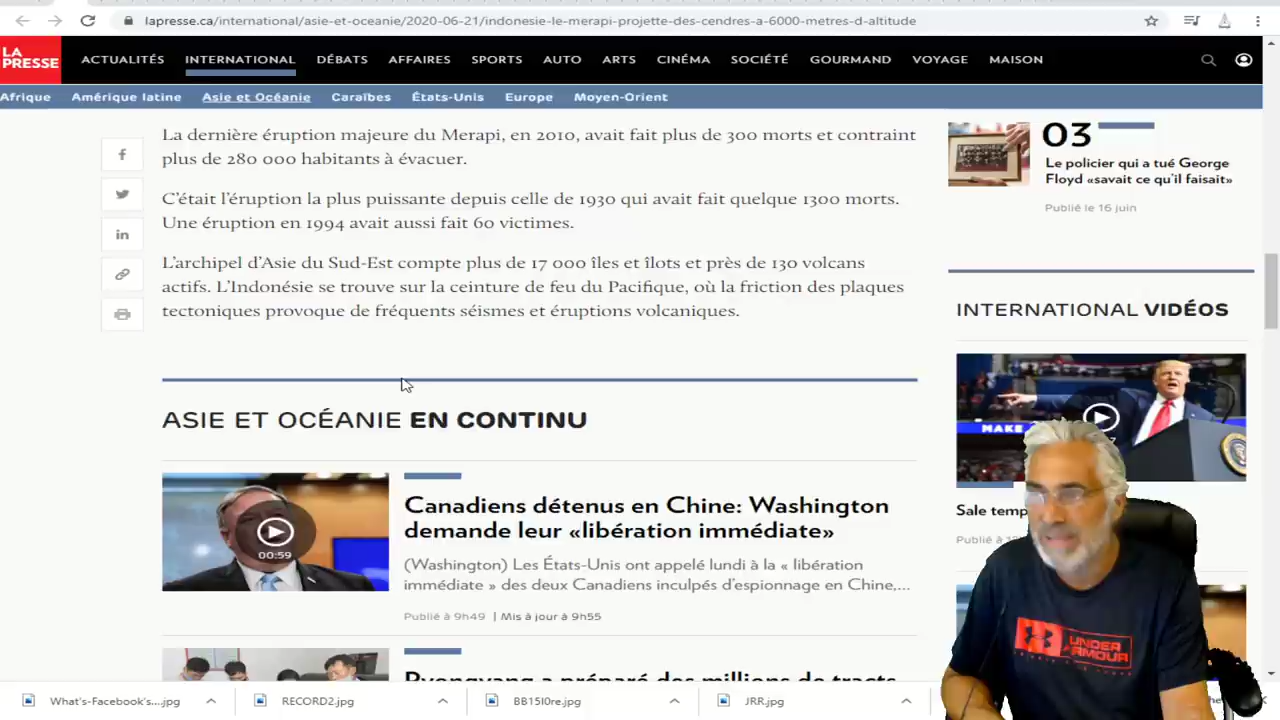 lapresse.ca/international/asie-et-oceanie/2020-06-21/indonesie-le-merapi-projette-des-cendres-a-6000-metres-d-altitude
LA PRESSE
ACTUALITÉS INTERNATIONAL DÉBATS AFFAIRES SPORTS AUTO ARTS CINÉMA SOCIÉTÉ GOURMAND VOYAGE MAISON
Afrique Amérique latine Asie et Océanie Caraïbes États-Unis Europe Moyen-Orient
La dernière éruption majeure du Merapi, en 2010, avait fait plus de 300 morts et contraint
plus de 280 000 habitants à évacuer.
C'était l'éruption la plus puissante depuis celle de 1930 qui avait fait quelque 1300 morts.
Une éruption en 1994 avait aussi fait 60 victimes.
L'archipel d'Asie du Sud-Est compte plus de 17 000 îles et îlots et près de 130 volcans
actifs. L'Indonésie se trouve sur la ceinture de feu du Pacifique, où la friction des plaques
tectoniques provoque de fréquents séismes et éruptions volcaniques.
03
Le policier qui a tué George
Floyd «savait ce qu'il faisait»
Publié le 16 juin
INTERNATIONAL VIDÉOS
MAKE
Sale temp
Publié à
ASIE ET OCÉANIE EN CONTINU
00:59
Canadiens détenus en Chine: Washington
demande leur «libération immédiate»
(Washington) Les États-Unis ont appelé lundi à la « libération
immédiate » des deux Canadiens inculpés d'espionnage en Chine,...
Publié à 9h49 | Mis à jour à 9h55
Pyongyang a préparé des millions de tracts
UNDER ARMOUR
What's-Facebook's....jpg RECORD2.jpg BB15I0re.jpg JRR.jpg